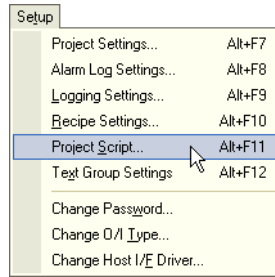 Setup
Project Settings... Alt+F7
Alarm Log Settings... Alt+F8
Logging Settings... Alt+F9
Recipe Settings... Alt+F10
Project Script... Alt+F11
Text Group Settings Alt+F12
Change Password...
Change O/I Type...
Change Host I/F Driver...